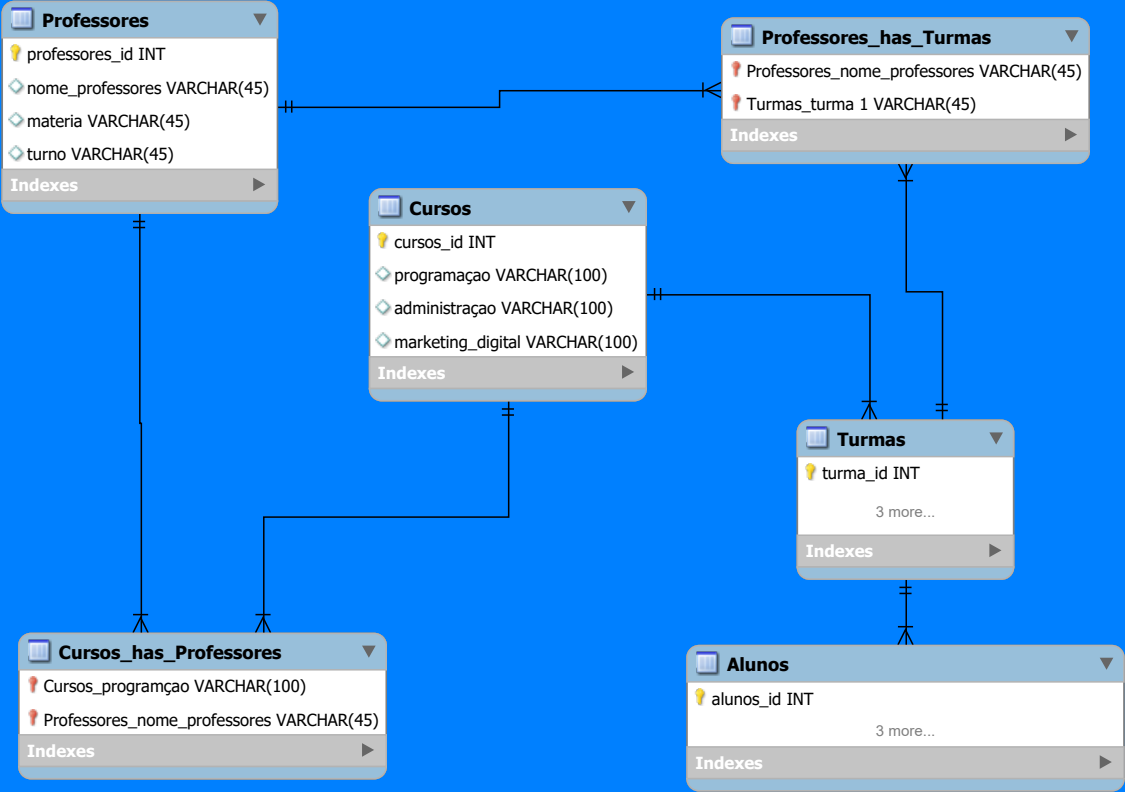 Professores
professores_id INT
nome_professores VARCHAR(45)
materia VARCHAR(45)
turno VARCHAR(45)
Indexes
Professores_has_Turmas
Professores_nome_professores VARCHAR(45)
Turmas_turma 1 VARCHAR(45)
Indexes
Cursos
cursos_id INT
programaçao VARCHAR(100)
administraçao VARCHAR(100)
marketing_digital VARCHAR(100)
Indexes
Turmas
turma_id INT
3 more...
Indexes
Cursos_has_Professores
Cursos_programçao VARCHAR(100)
Professores_nome_professores VARCHAR(45)
Indexes
Alunos
alunos_id INT
3 more...
Indexes